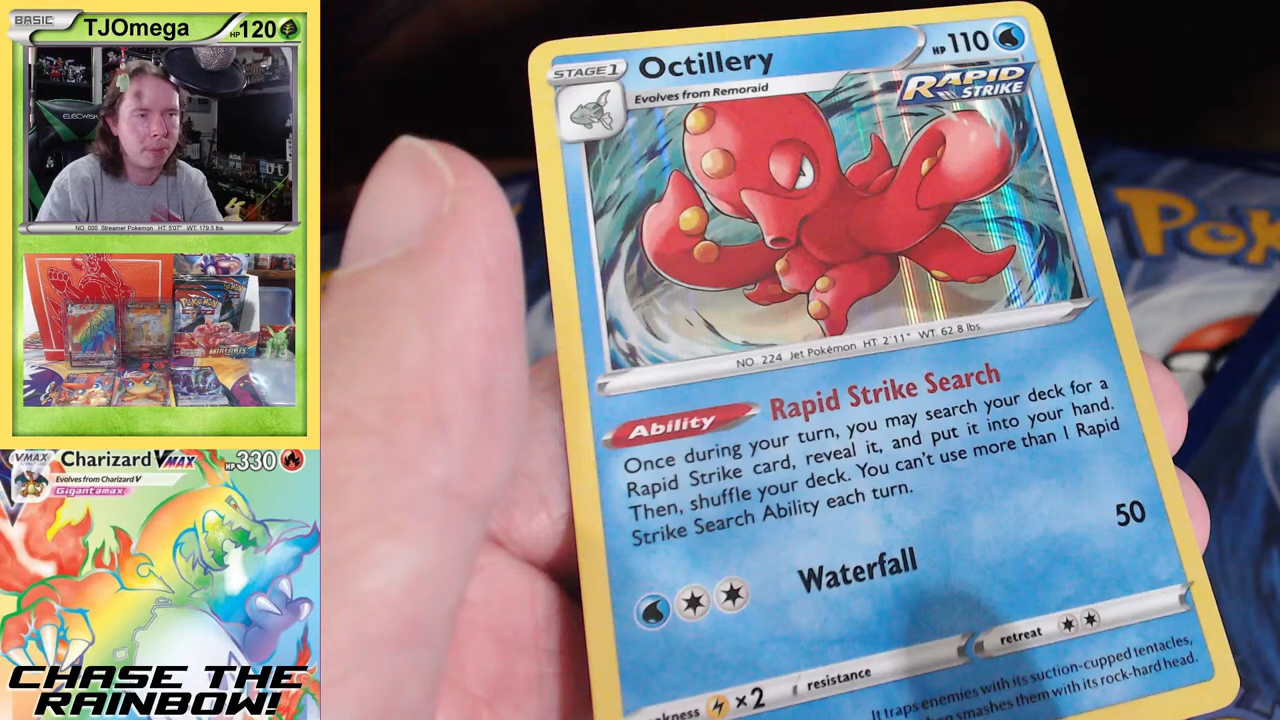 BASIC
TJOmega
HP 120
ELECWISH
NO. 000 Streamer Pokemon HT 5'07" WT. 179.5 lbs.
POKEMON
VMAX
Charizard VMAX
HP 330
Evolves from Charizard V
Gigantamax
CHASE THE
RAINBOW!
STAGE 1
Octillery
HP 110
Evolves from Remoraid
RAPID
STRIKE
NO. 224 Jet Pokémon HT 2'11" WT 62.8 lbs.
Ability Rapid Strike Search
Once during your turn, you may search your deck for a
Rapid Strike card, reveal it, and put it into your hand.
Then, shuffle your deck. You can't use more than 1 Rapid
Strike Search Ability each turn.
Waterfall 50
×2
resistance
retreat
It traps enemies with its suction-cupped tentacles,
smashes them with its rock-hard
head.
Pok